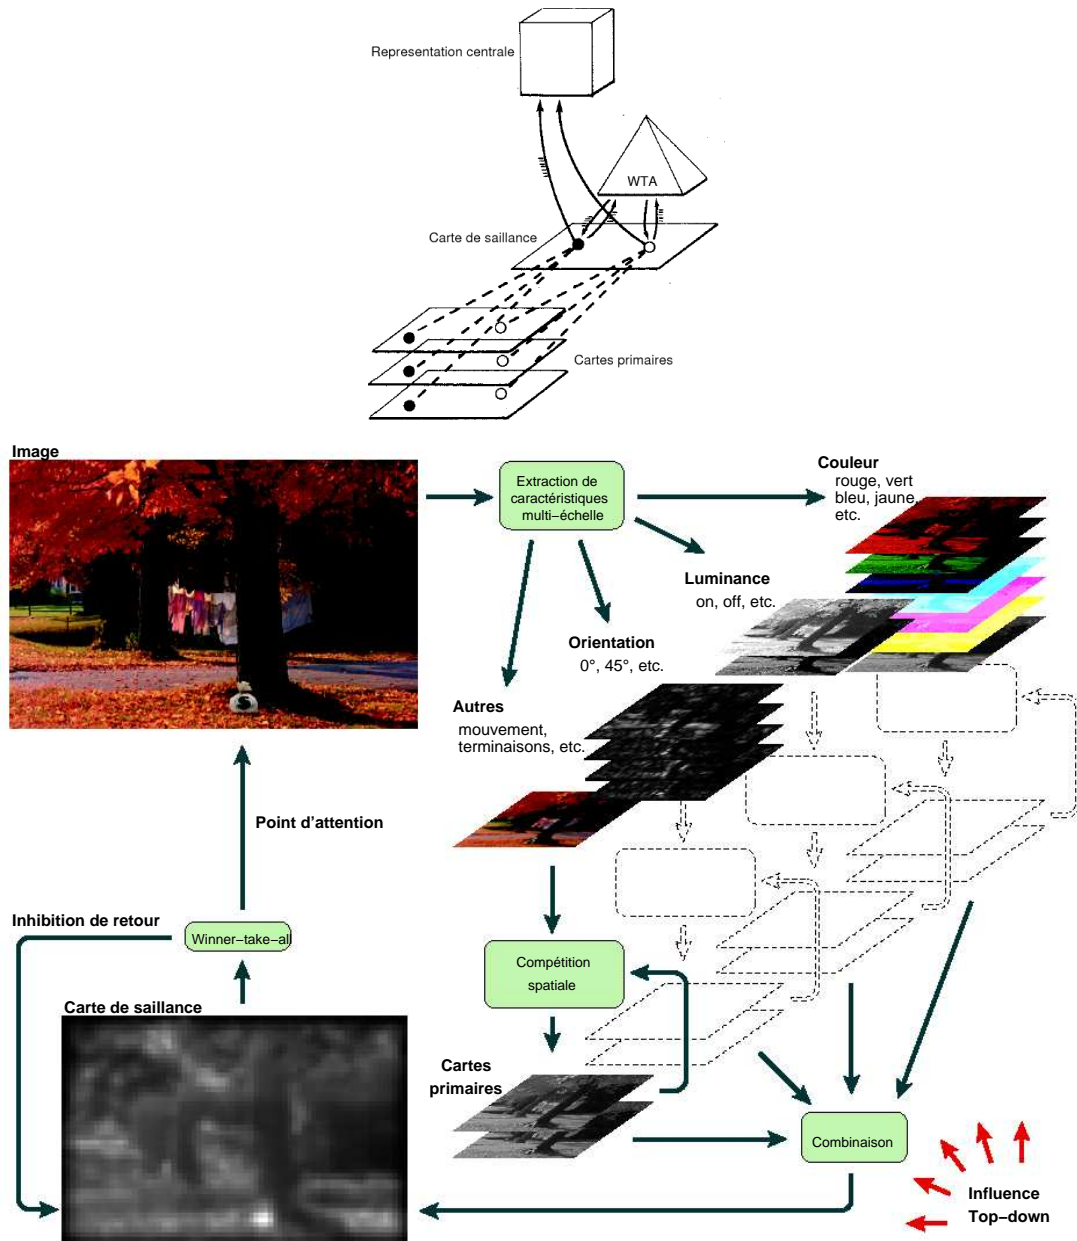 Representation centrale
WTA
Carte de saillance
Cartes primaires
Image
Extraction de
caractéristiques
multi−échelle
Couleur
rouge, vert
bleu, jaune,
etc.
Luminance
on, off, etc.
Orientation
0°, 45°, etc.
Autres
mouvement,
terminaisons, etc.
Point d'attention
Inhibition de retour
Winner−take−all
Compétition
spatiale
Carte de saillance
Cartes
primaires
Combinaison
Influence
Top−down